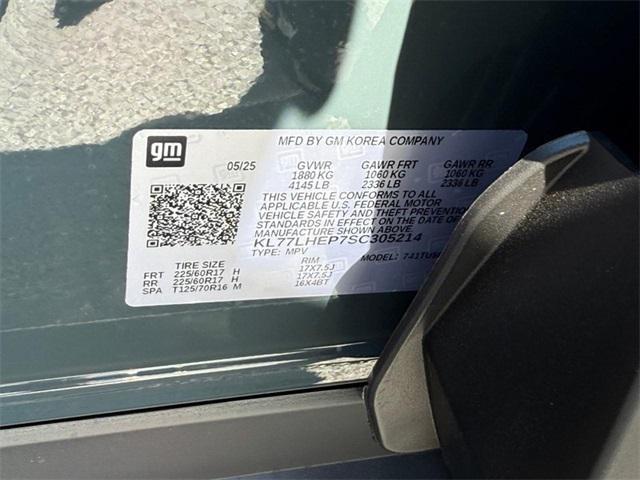 gm
MFD BY GM KOREA COMPANY
05/25 GVWR GAWR FRT GAWR RR
1880 KG 1060 KG 1060 KG
4145 LB 2336 LB 2336 LB
THIS VEHICLE CONFORMS TO ALL
APPLICABLE U.S. FEDERAL MOTOR
VEHICLE SAFETY AND THEFT PREVENTION
STANDARDS IN EFFECT ON THE DATE OF
MANUFACTURE SHOWN ABOVE.
KL77LHEP7SC305214
TYPE: MPV MODEL:
TIRE SIZE RIM
FRT 225/60R17 H 17X7.5J
RR 225/60R17 H 17X7.5J
SPA T125/70R16 M 16X4BT